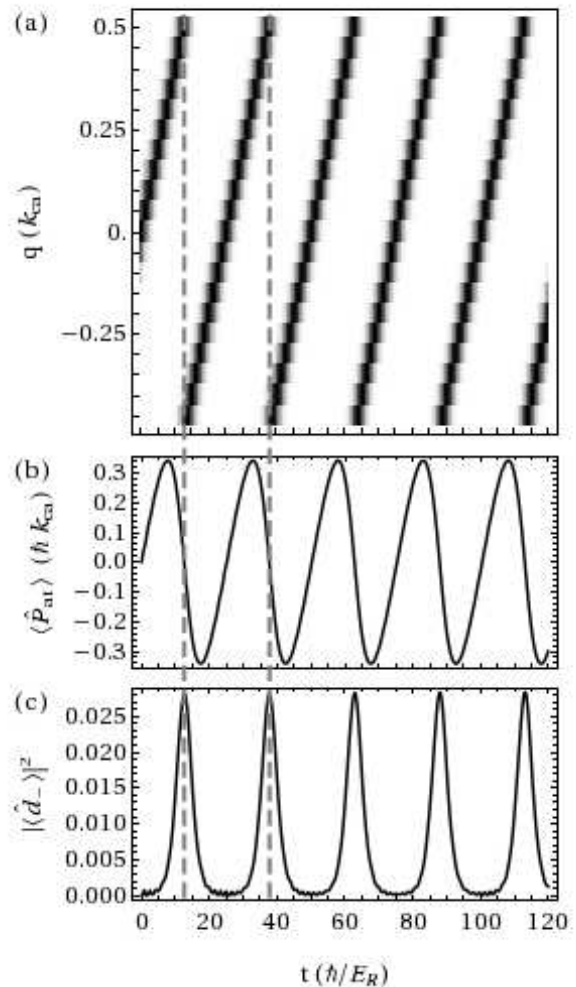 (a)
0.5
0.25
0.
−0.25
q (k_ca)
(b)
0.3
0.2
0.1
0.0
−0.1
−0.2
−0.3
⟨P̂_at⟩ (ℏ k_ca)
(c)
0.025
0.020
0.015
0.010
0.005
0.000
|⟨d̂_−⟩|²
0 20 40 60 80 100 120
t (ℏ/E_R)